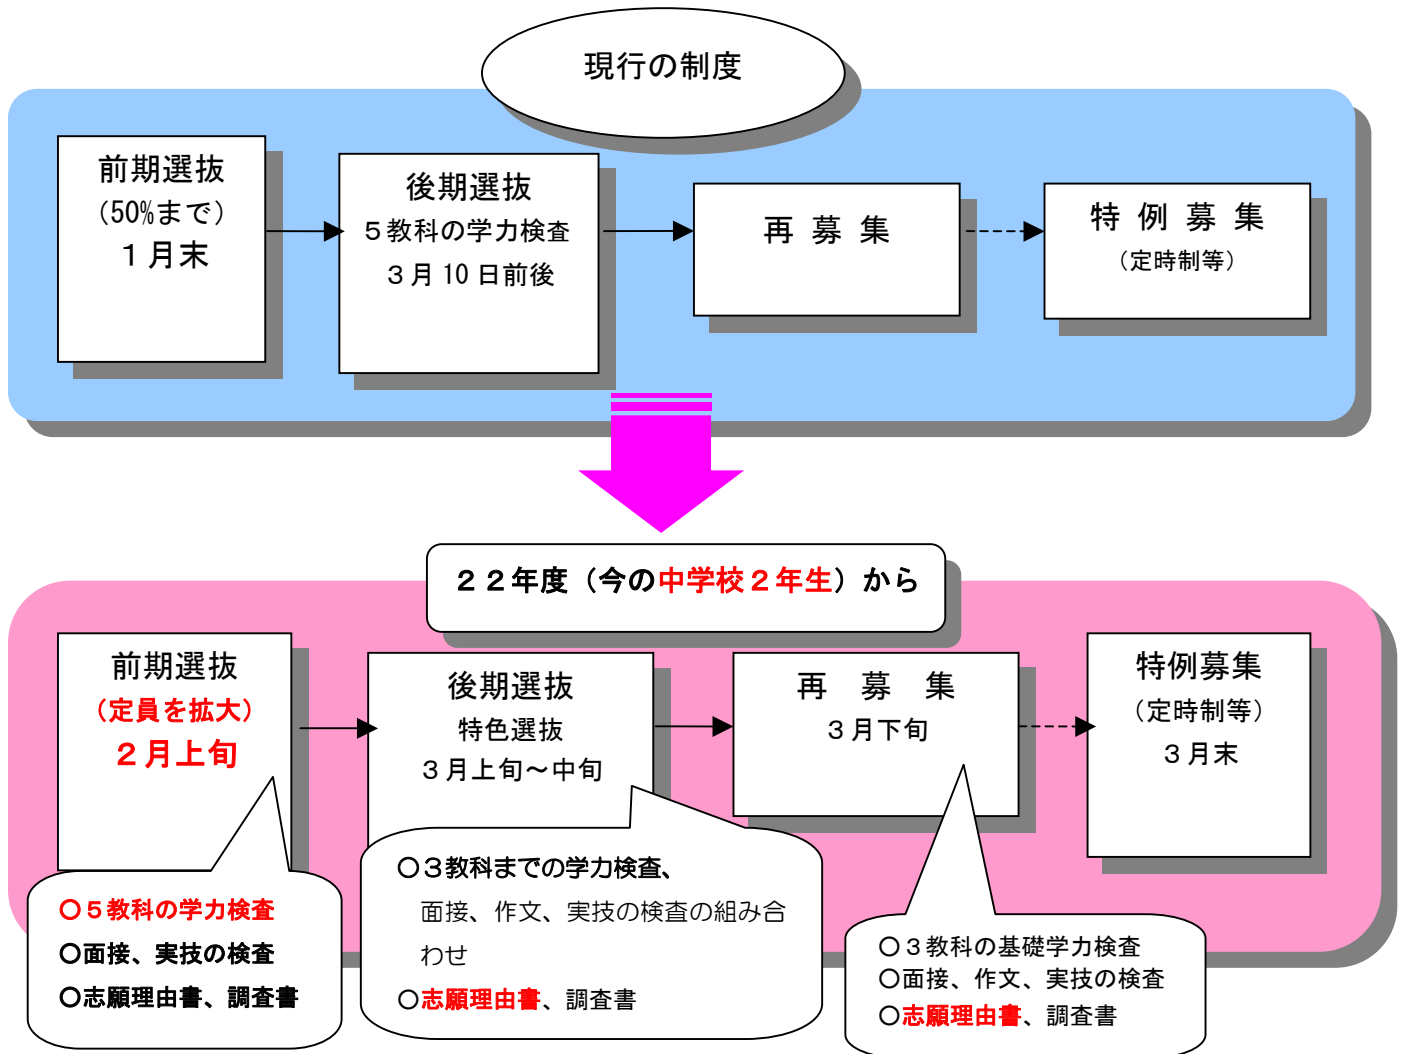 現行の制度
前期選抜
（50%まで）
１月末
後期選抜
５教科の学力検査
３月10日前後
再 募 集
特 例 募 集
（定時制等）
２２年度（今の中学校２年生）から
前期選抜
（定員を拡大）
２月上旬
後期選抜
特色選抜
３月上旬～中旬
再 募 集
３月下旬
特例募集
（定時制等）
３月末
○５教科の学力検査
○面接、実技の検査
○志願理由書、調査書
○３教科までの学力検査、
面接、作文、実技の検査の組み合
わせ
○志願理由書、調査書
○３教科の基礎学力検査
○面接、作文、実技の検査
○志願理由書、調査書